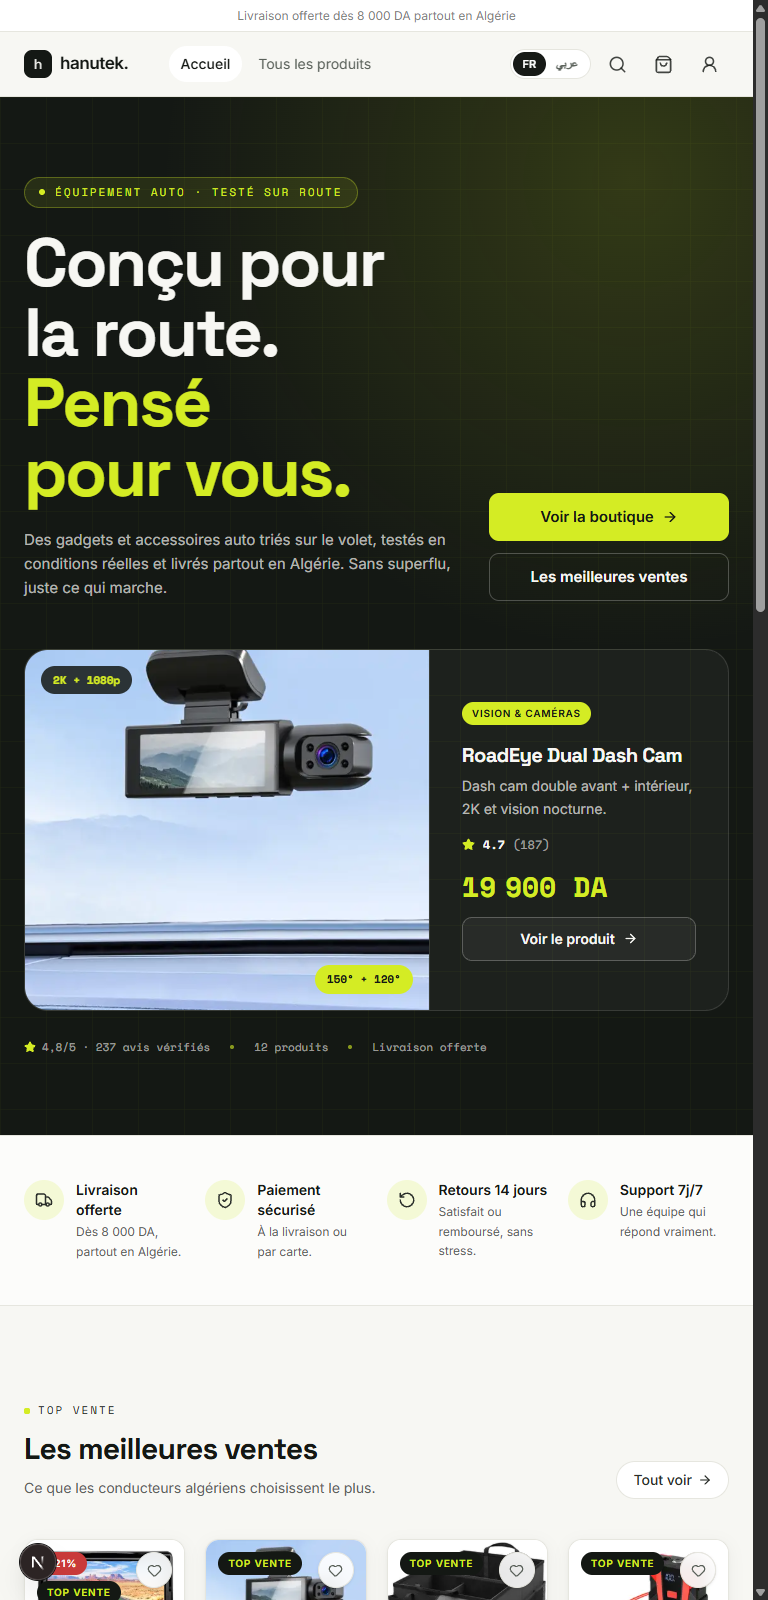 Livraison offerte dès 8 000 DA partout en Algérie
h hanutek. Accueil Tous les produits FR عربي
ÉQUIPEMENT AUTO · TESTÉ SUR ROUTE
Conçu pour
la route.
Pensé
pour vous.
Des gadgets et accessoires auto triés sur le volet, testés en
conditions réelles et livrés partout en Algérie. Sans superflu,
juste ce qui marche.
Voir la boutique →
Les meilleures ventes
2K + 1080p
150° + 120°
VISION & CAMÉRAS
RoadEye Dual Dash Cam
Dash cam double avant + intérieur,
2K et vision nocturne.
4.7 (187)
19 900 DA
Voir le produit →
4,8/5 · 237 avis vérifiés • 12 produits • Livraison offerte
Livraison
offerte
Dès 8 000 DA,
partout en Algérie.
Paiement
sécurisé
À la livraison ou
par carte.
Retours 14 jours
Satisfait ou
remboursé, sans
stress.
Support 7j/7
Une équipe qui
répond vraiment.
TOP VENTE
Les meilleures ventes
Ce que les conducteurs algériens choisissent le plus.
Tout voir →
N
21%
TOP VENTE
TOP VENTE
TOP VENTE
TOP VENTE